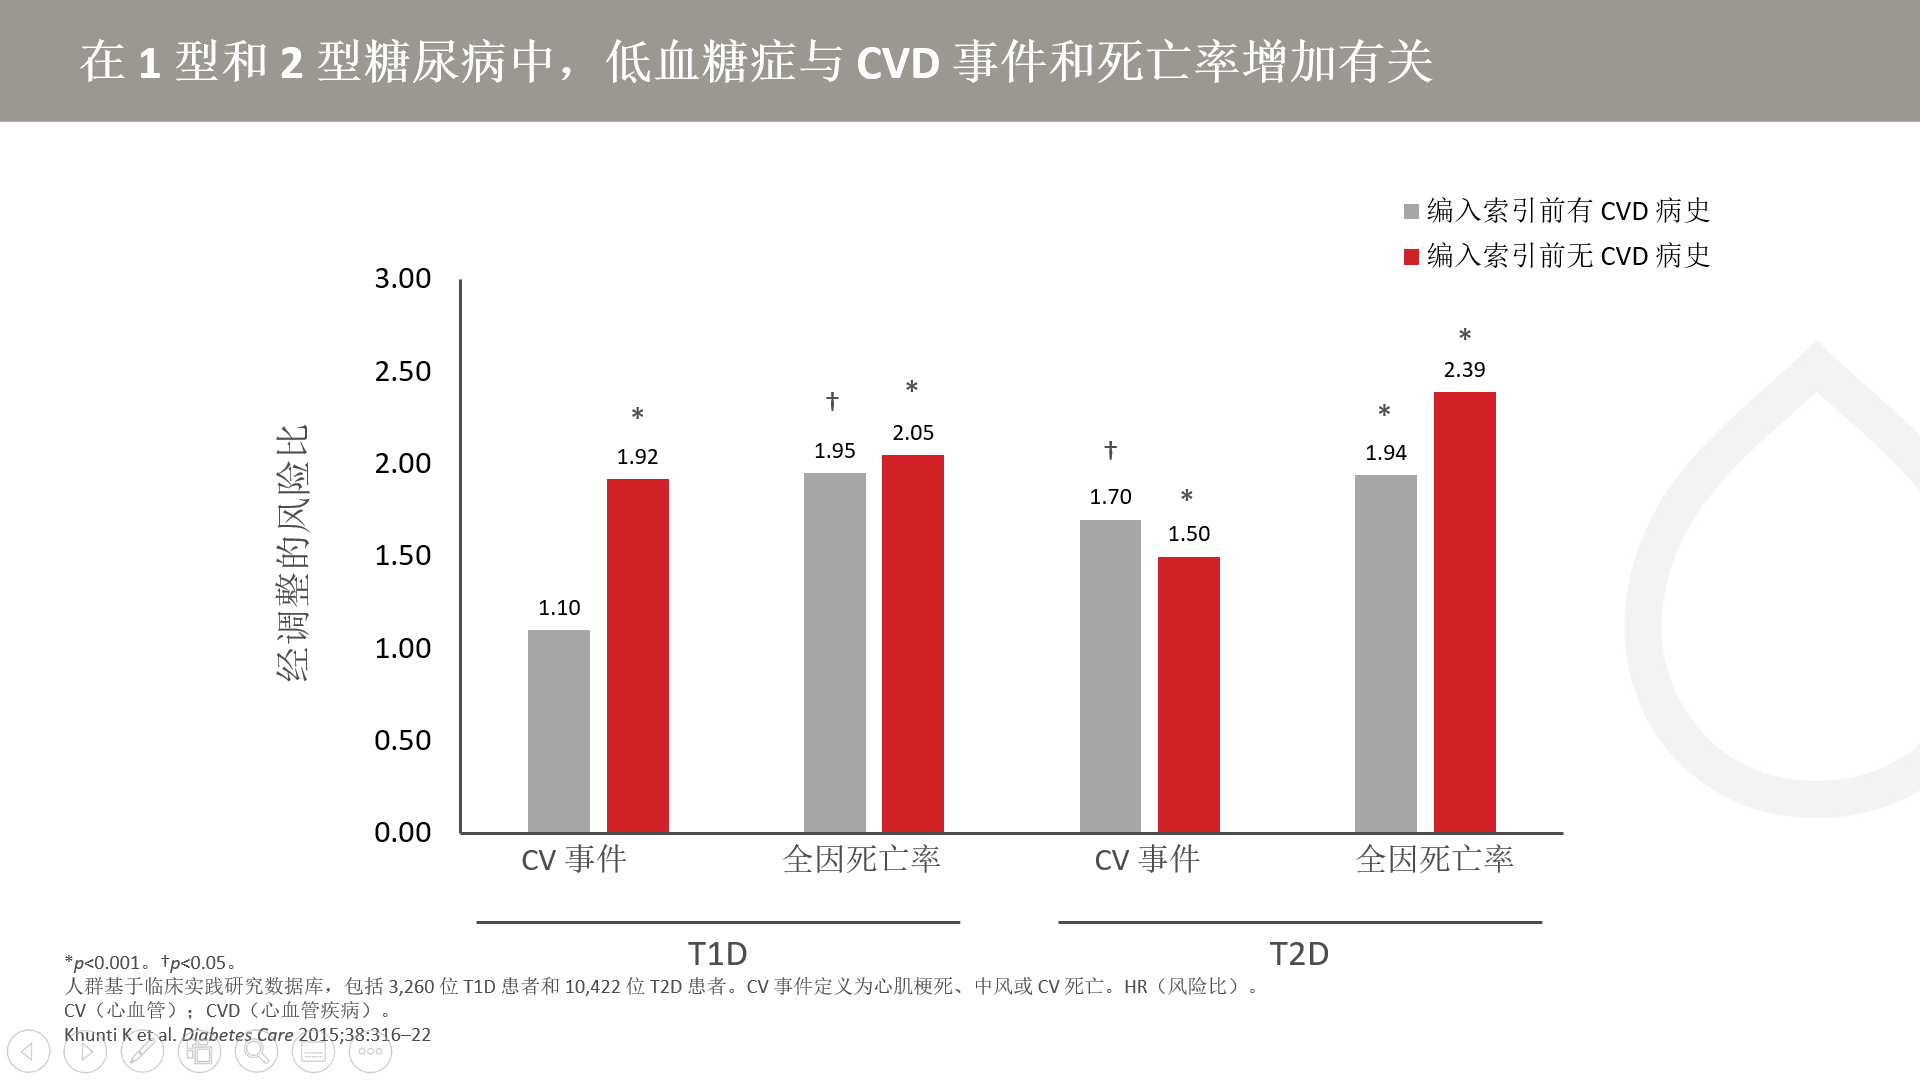 在 1 型和 2 型糖尿病中，低血糖症与 CVD 事件和死亡率增加有关
编入索引前有 CVD 病史
编入索引前无 CVD 病史
经调整的风险比
3.00
2.50
2.00
1.50
1.00
0.50
0.00
1.10
*
1.92
†
1.95
*
2.05
†
1.70
*
1.50
*
1.94
*
2.39
CV 事件
全因死亡率
CV 事件
全因死亡率
T1D
T2D
*p<0.001。†p<0.05。
人群基于临床实践研究数据库，包括 3,260 位 T1D 患者和 10,422 位 T2D 患者。CV 事件定义为心肌梗死、中风或 CV 死亡。HR（风险比）。
CV（心血管）；CVD（心血管疾病）。
Khunti K et al. Diabetes Care 2015;38:316–22